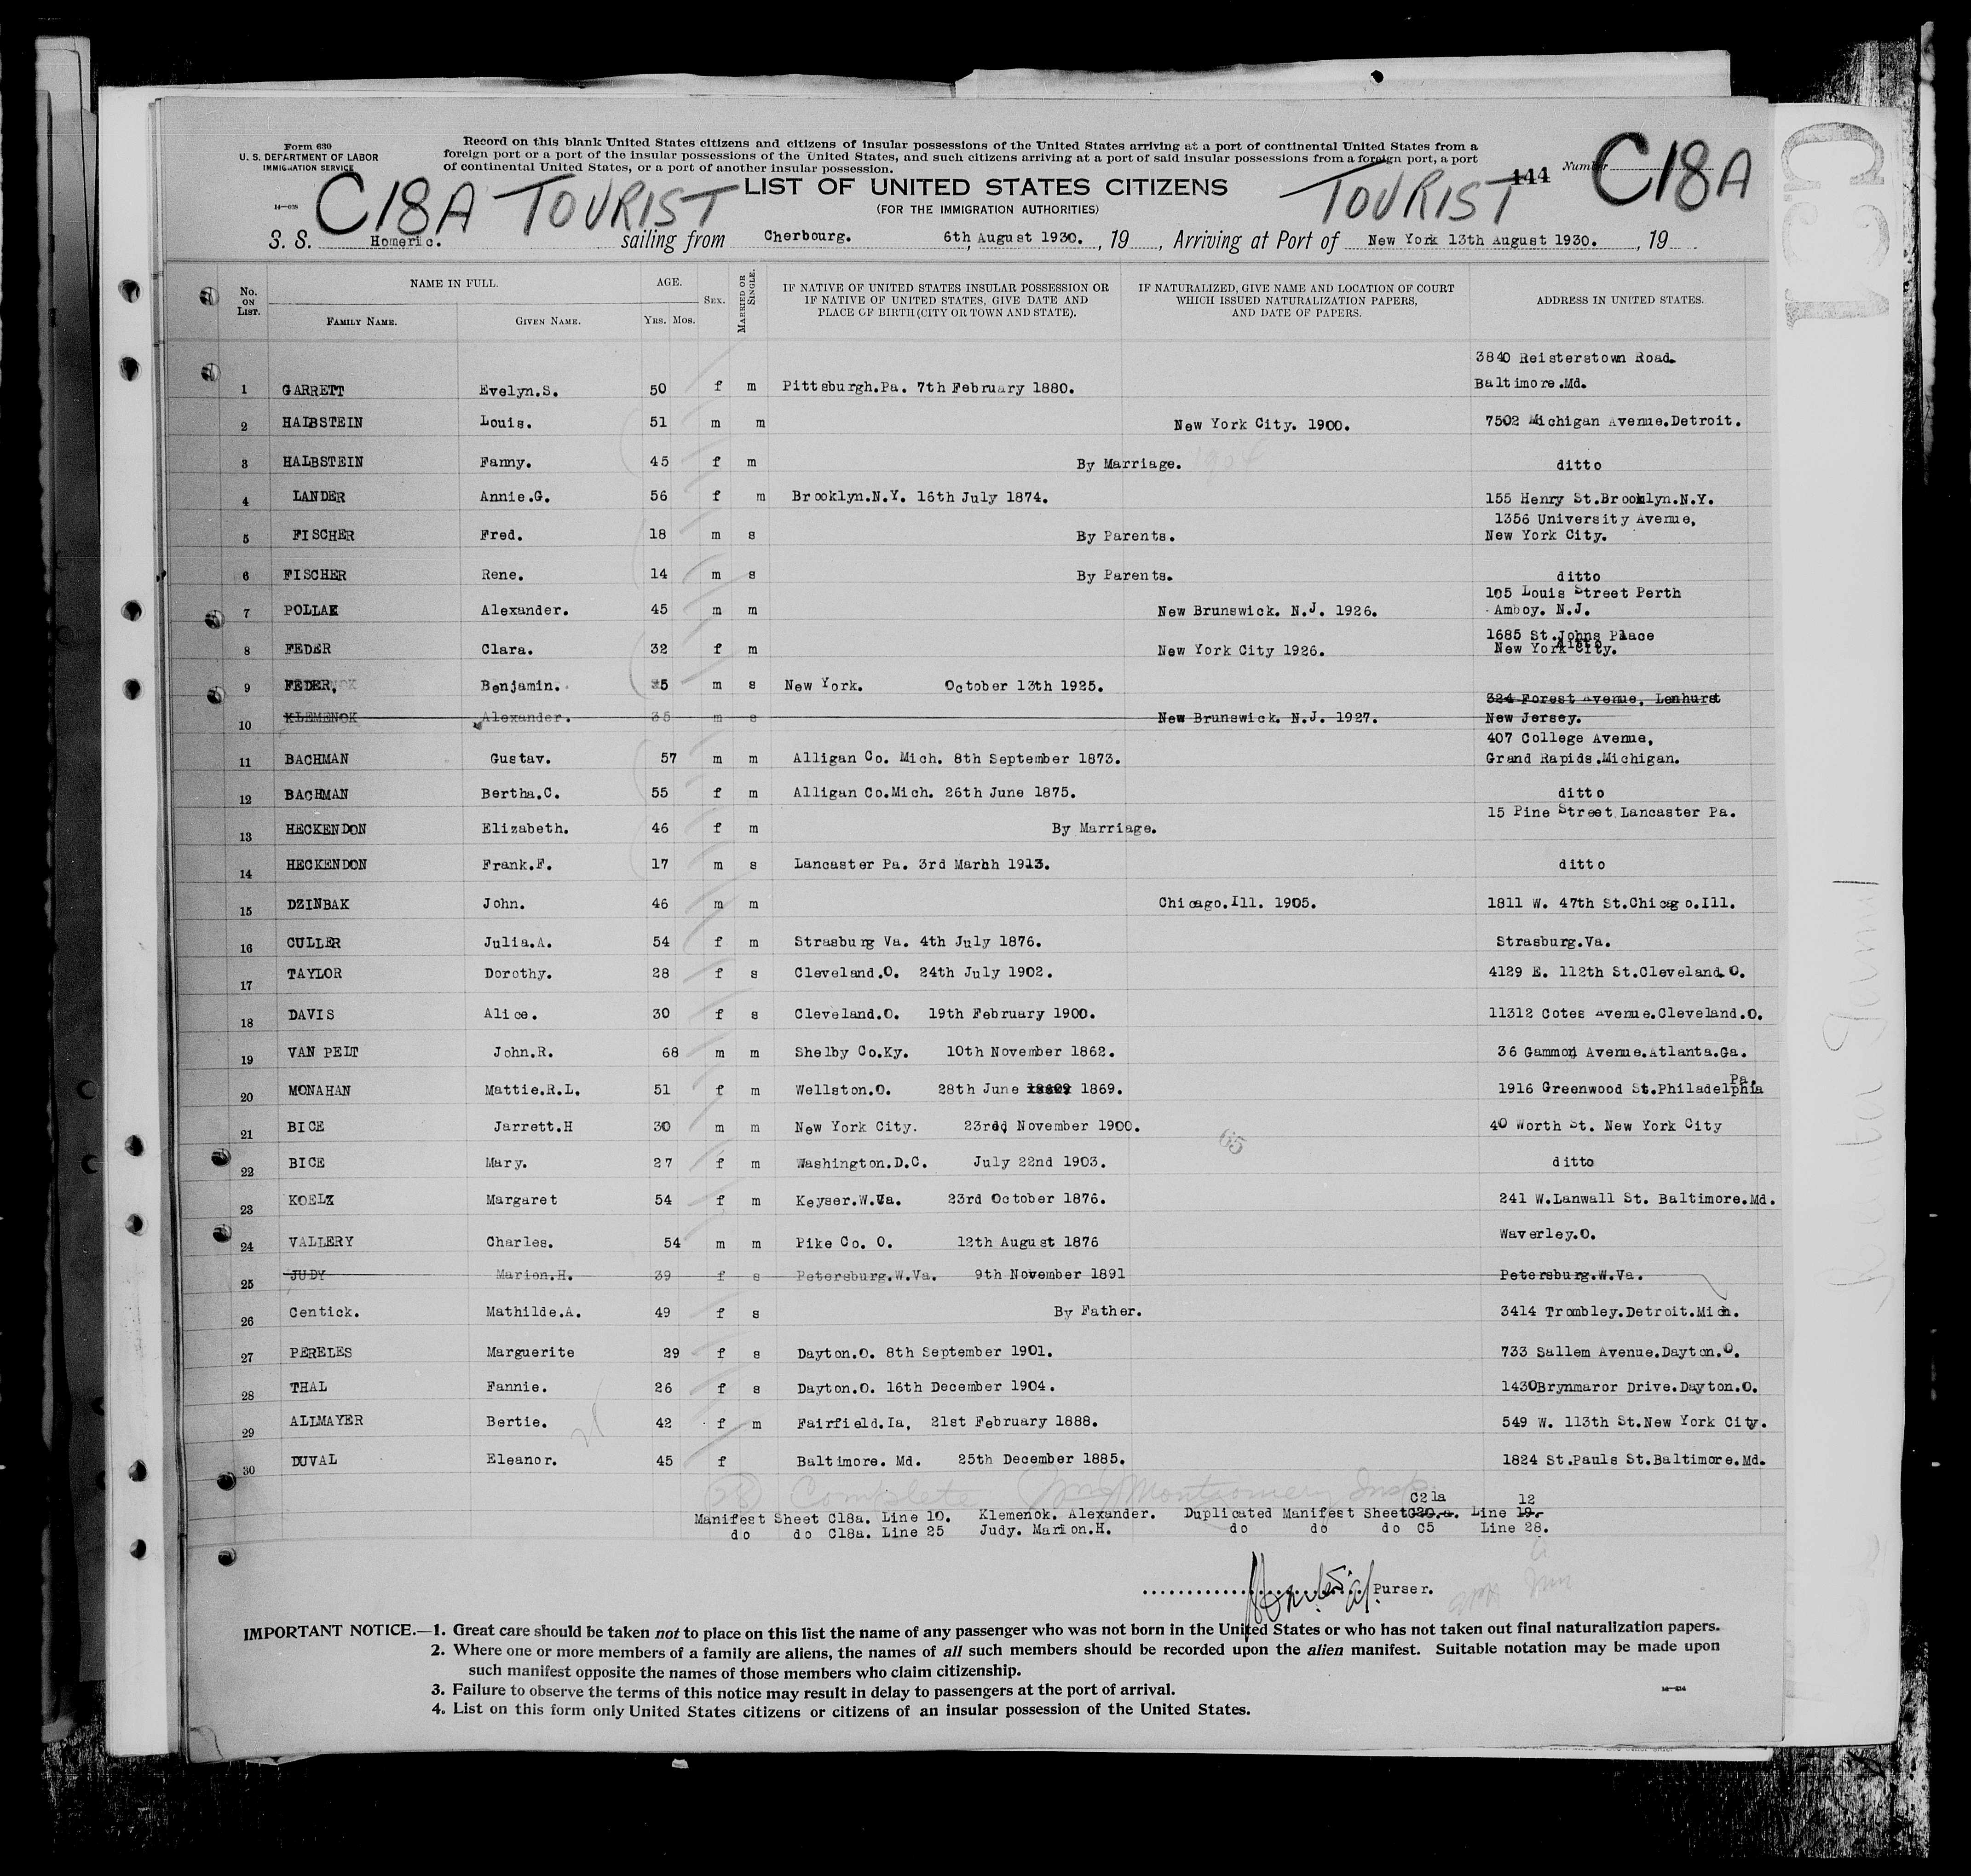 Form 630
U. S. DEPARTMENT OF LABOR
IMMIGRATION SERVICE
Record on this blank United States citizens and citizens of insular possessions of the United States arriving at a port of continental United States from a
foreign port or a port of the insular possessions of the United States, and such citizens arriving at a port of said insular possessions from a foreign port, a port
of continental United States, or a port of another insular possession.
C18A TOURIST LIST OF UNITED STATES CITIZENS TOURIST 144 Number C18A
(FOR THE IMMIGRATION AUTHORITIES)
S. S. Homeric. sailing from Cherbourg. 6th August 1930. , 19 , Arriving at Port of New York 13th August 1930. , 19
No. ON LIST. NAME IN FULL. FAMILY NAME. GIVEN NAME. AGE. YRS. MOS. SEX. MARRIED OR SINGLE. IF NATIVE OF UNITED STATES INSULAR POSSESSION OR IF NATIVE OF UNITED STATES, GIVE DATE AND PLACE OF BIRTH (CITY OR TOWN AND STATE). IF NATURALIZED, GIVE NAME AND LOCATION OF COURT WHICH ISSUED NATURALIZATION PAPERS, AND DATE OF PAPERS. ADDRESS IN UNITED STATES.
3840 Reisterstown Road.
1 GARRETT Evelyn.S. 50 f m Pittsburgh.Pa. 7th February 1880. Baltimore.Md.
2 HALBSTEIN Louis. 51 m m New York City. 1900. 7502 Michigan Avenue.Detroit.
3 HALBSTEIN Fanny. 45 f m By Marriage. ditto
4 LANDER Annie.G. 56 f m Brooklyn.N.Y. 16th July 1874. 155 Henry St.Brooklyn.N.Y.
1356 University Avenue,
5 FISCHER Fred. 18 m s By Parents. New York City.
6 FISCHER Rene. 14 m s By Parents. ditto
105 Louis Street Perth
7 POLLAK Alexander. 45 m m New Brunswick. N.J. 1926. Amboy. N.J.
1685 St.Johns Place
8 FEDER Clara. 32 f m New York City 1926. New York City.
9 FEDER, Benjamin. 5 m s New York. October 13th 1925.
324 Forest Avenue, Lenhurst
10 KLEMENOK Alexander. 35 m s New Brunswick. N.J. 1927. New Jersey.
407 College Avenue,
11 BACHMAN Gustav. 57 m m Alligan Co. Mich. 8th September 1873. Grand Rapids.Michigan.
12 BACHMAN Bertha.C. 55 f m Alligan Co.Mich. 26th June 1875. ditto
15 Pine Street Lancaster Pa.
13 HECKENDON Elizabeth. 46 f m By Marriage.
14 HECKENDON Frank.F. 17 m s Lancaster Pa. 3rd Marhh 1913. ditto
15 DZINBAK John. 46 m m Chicago.Ill. 1905. 1811 W. 47th St.Chicago.Ill.
16 CULLER Julia.A. 54 f m Strasburg Va. 4th July 1876. Strasburg.Va.
17 TAYLOR Dorothy. 28 f s Cleveland.O. 24th July 1902. 4129 E. 112th St.Cleveland.O.
18 DAVIS Alice. 30 f s Cleveland.O. 19th February 1900. 11312 Cotes Avenue.Cleveland.O.
19 VAN PELT John.R. 68 m m Shelby Co.Ky. 10th November 1862. 36 Gammon Avenue.Atlanta.Ga.
20 MONAHAN Mattie.R.L. 51 f m Wellston.O. 28th June 1869. 1916 Greenwood St.Philadelphia Pa.
21 BICE Jarrett.H 30 m m New York City. 23rdd November 1900. 40 Worth St. New York City
65
22 BICE Mary. 27 f m Washington.D.C. July 22nd 1903. ditto
23 KOELZ Margaret 54 f m Keyser.W.Va. 23rd October 1876. 241 W.Lanwall St. Baltimore.Md.
24 VALLERY Charles. 54 m m Pike Co. O. 12th August 1876 Waverley.O.
25 JUDY Marion.H. 39 f s Petersburg.W.Va. 9th November 1891 Petersburg.W.Va.
26 Centick. Mathilde.A. 49 f s By Father. 3414 Trombley.Detroit.Mich.
27 PERELES Marguerite 29 f s Dayton.O. 8th September 1901. 733 Sallem Avenue.Dayton.O.
28 THAL Fannie. 26 f s Dayton.O. 16th December 1904. 1430Brynmaror Drive.Dayton.O.
29 ALLMAYER Bertie. 42 f m Fairfield.Ia, 21st February 1888. 549 W. 113th St.New York City.
30 DUVAL Eleanor. 45 f Baltimore. Md. 25th December 1885. 1824 St.Pauls St.Baltimore.Md.
(28) Complete Montgomery Insp.
C21a 12
Manifest Sheet C18a. Line 10. Klemenok. Alexander. Duplicated Manifest Sheet C20.a. Line 19.
do do C18a. Line 25 Judy. Marion.H. do do do C5 Line 28.
Purser.
IMPORTANT NOTICE.—1. Great care should be taken not to place on this list the name of any passenger who was not born in the United States or who has not taken out final naturalization papers.
2. Where one or more members of a family are aliens, the names of all such members should be recorded upon the alien manifest. Suitable notation may be made upon
such manifest opposite the names of those members who claim citizenship.
3. Failure to observe the terms of this notice may result in delay to passengers at the port of arrival.
4. List on this form only United States citizens or citizens of an insular possession of the United States.